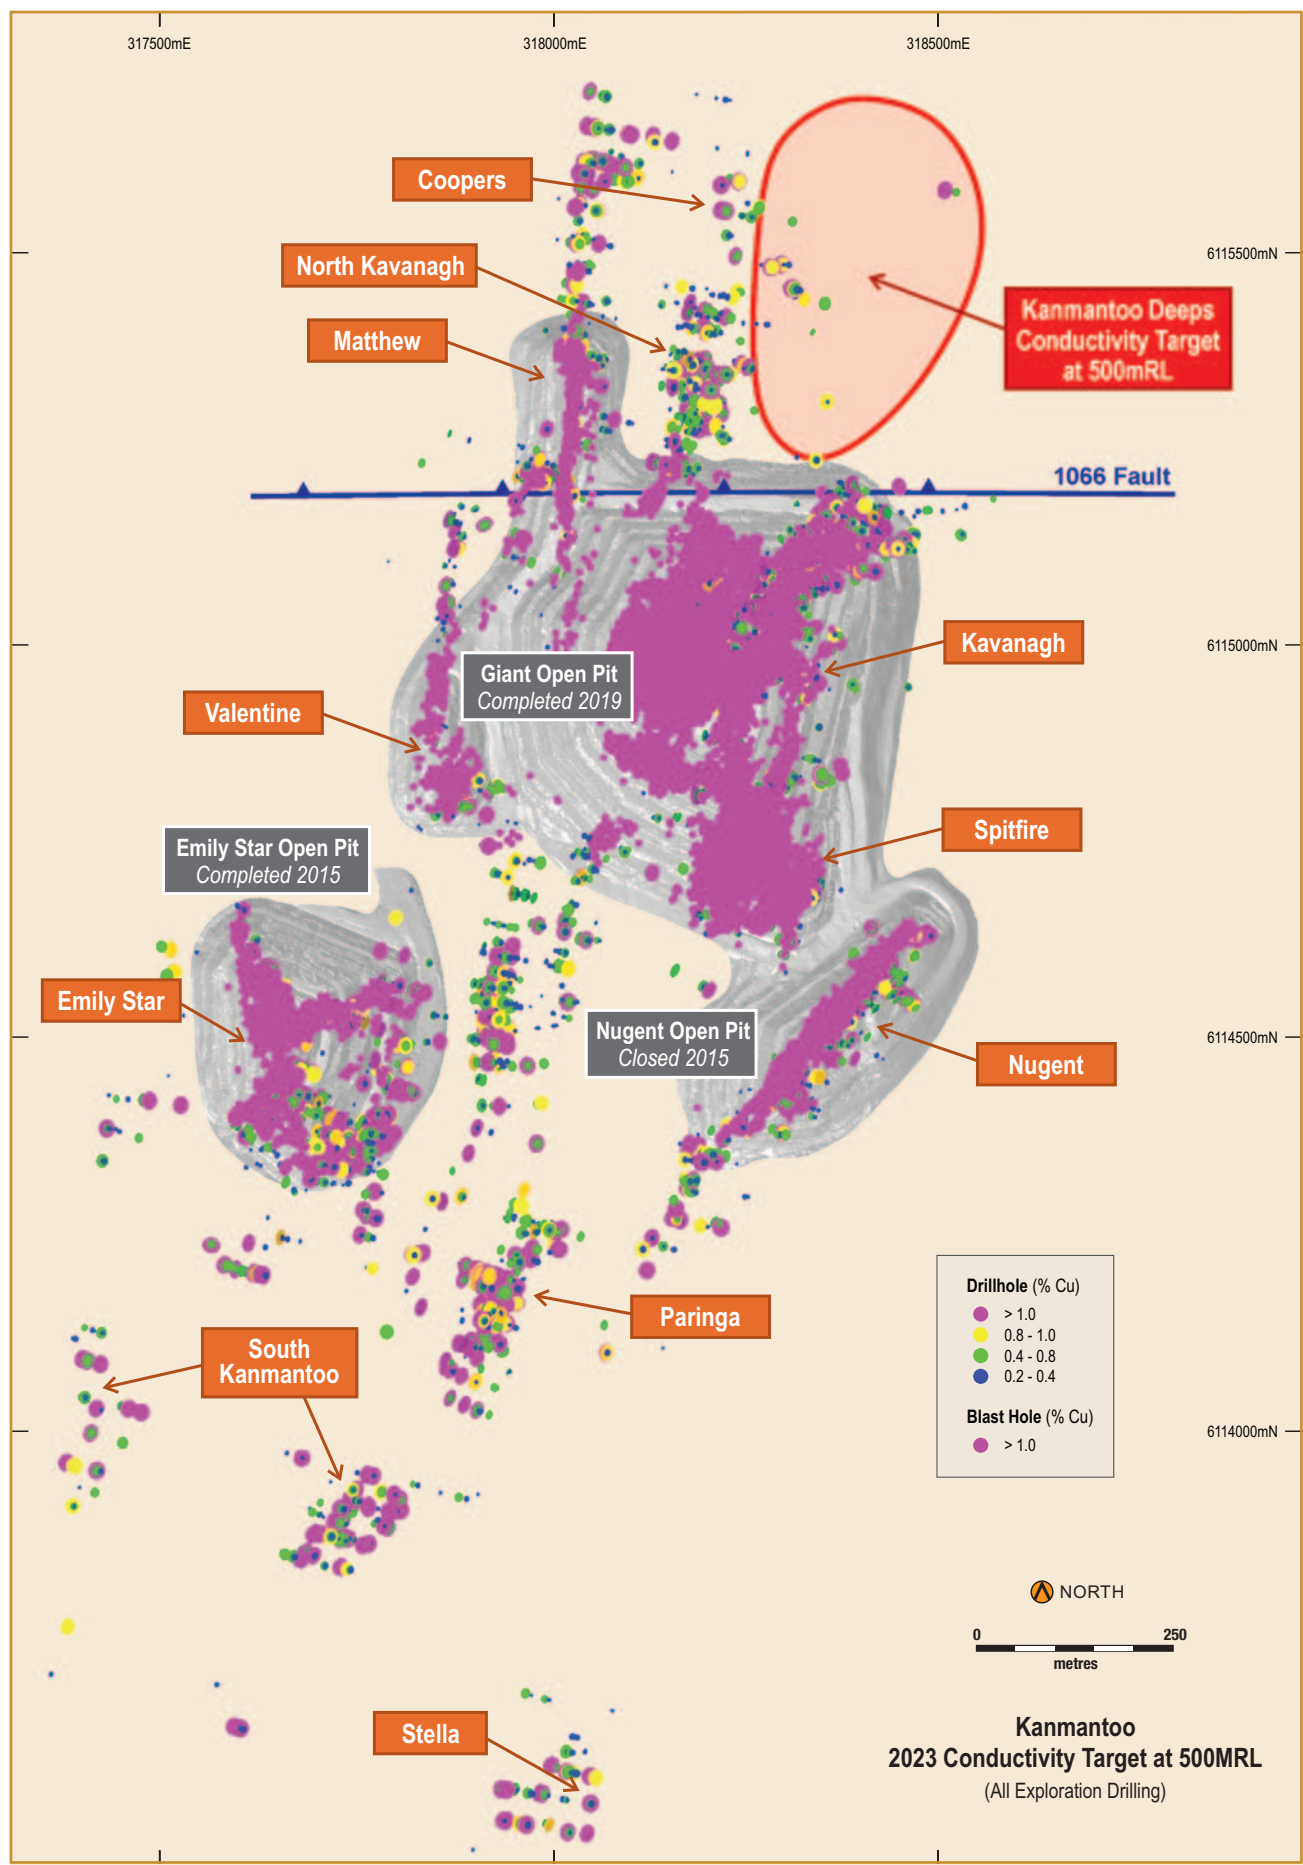 317500mE
318000mE
318500mE
Coopers
North Kavanagh
6115500mN
Matthew
Kanmantoo Deeps
Conductivity Target
at 500mRL
1066 Fault
Kavanagh
6115000mN
Giant Open Pit
Completed 2019
Valentine
Spitfire
Emily Star Open Pit
Completed 2015
Emily Star
Nugent Open Pit
Closed 2015
6114500mN
Nugent
Drillhole (% Cu)
> 1.0
0.8 - 1.0
0.4 - 0.8
0.2 - 0.4
Blast Hole (% Cu)
> 1.0
Paringa
South
Kanmantoo
6114000mN
NORTH
0 250
metres
Stella
Kanmantoo
2023 Conductivity Target at 500MRL
(All Exploration Drilling)